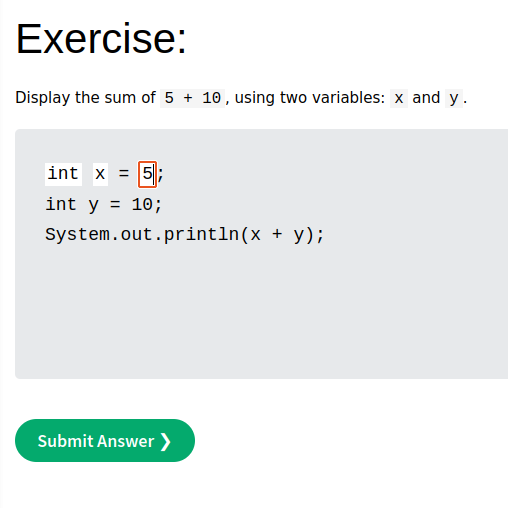 Exercise:
Display the sum of 5 + 10, using two variables: x and y.
int x = 5;
int y = 10;
System.out.println(x + y);
Submit Answer ❯